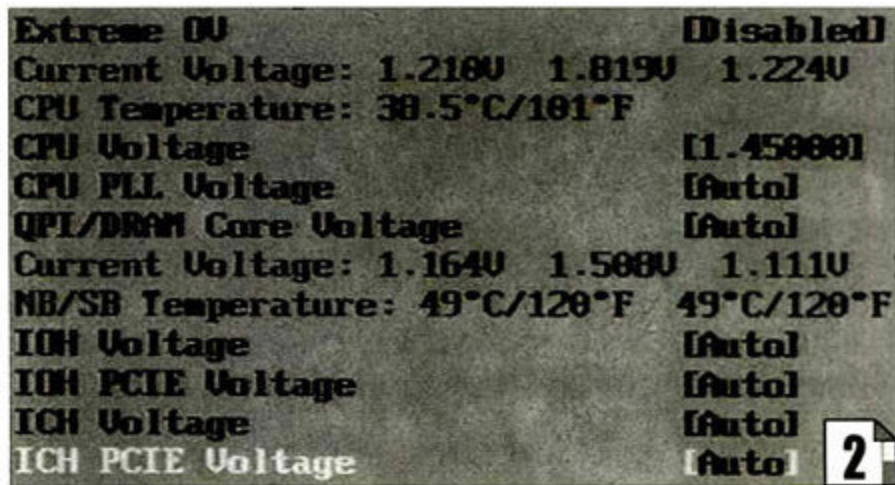 Extreme OV [Disabled]
Current Voltage: 1.218V 1.819V 1.224V
CPU Temperature: 38.5°C/101°F
CPU Voltage [1.45000]
CPU PLL Voltage [Auto]
QPI/DRAM Core Voltage [Auto]
Current Voltage: 1.164V 1.508V 1.111V
NB/SB Temperature: 49°C/120°F 49°C/120°F
IOH Voltage [Auto]
IOH PCIE Voltage [Auto]
ICH Voltage [Auto]
ICH PCIE Voltage [Auto]
2